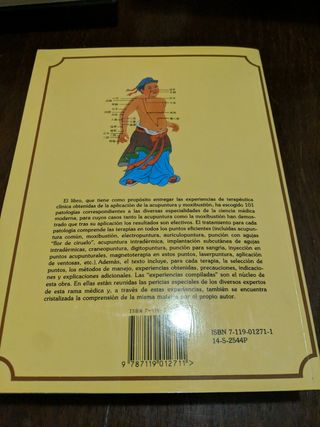 El libro, que tiene como propósito entregar las experiencias de terapéutica
clínica obtenidas de la aplicación de la acupuntura y moxibustión, ha escogido 101
patologías correspondientes a las diversas especialidades de la ciencia médica
moderna, para cuyos casos tanto la acupuntura como la moxibustión han demos-
trado que tras su aplicación los resultados son efectivos. El tratamiento para cada
patología comprende las terapias en todos los puntos eficientes (incluídas acupun-
tura común, moxibustión, electropuntura, auriculopuntura, punción con agujas
"flor de ciruelo", acupuntura intradérmica, implantación subcutánea de agujas
intradérmicas, craneopuntura, digitopuntura, punción para sangría, inyección en
puntos acupunturales, magnetoterapia en estos puntos, laserpuntura, aplicación
de ventosas, etc.). Además, el texto incluye, para cada terapia, la selección de
puntos, los métodos de manejo, experiencias obtenidas, precauciones, indicacio-
nes y explicaciones adicionales. Las "experiencias compiladas" son el núcleo de
esta obra. En ellas están reunidas las pericias especiales de los diversos expertos
de esta rama médica y, a través de estas experiencias, también se encuentra
cristalizada la comprensión de la misma materia por el propio autor.
ISBN 7-119-
9 787119 012711 >
ISBN 7-119-01271-1
14-S-2544P